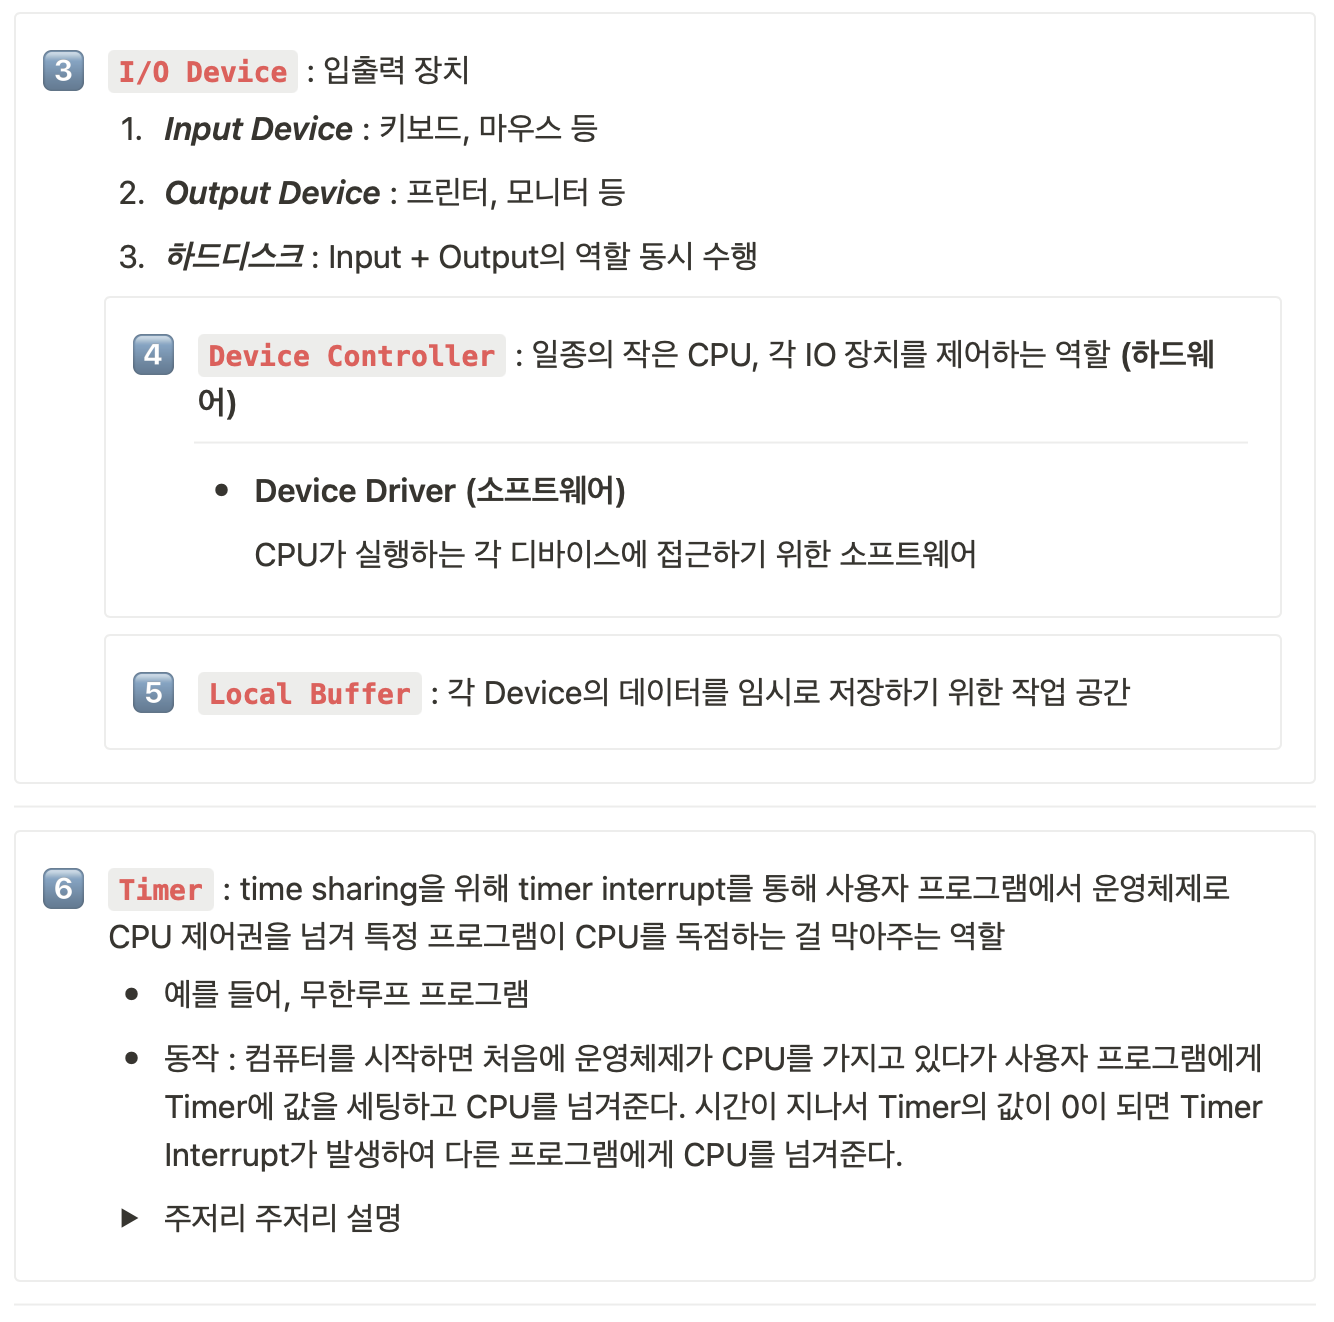 3 I/O Device : 입출력 장치
1. Input Device : 키보드, 마우스 등
2. Output Device : 프린터, 모니터 등
3. 하드디스크 : Input + Output의 역할 동시 수행
4 Device Controller : 일종의 작은 CPU, 각 IO 장치를 제어하는 역할 (하드웨
어)
• Device Driver (소프트웨어)
CPU가 실행하는 각 디바이스에 접근하기 위한 소프트웨어
5 Local Buffer : 각 Device의 데이터를 임시로 저장하기 위한 작업 공간
6 Timer : time sharing을 위해 timer interrupt를 통해 사용자 프로그램에서 운영체제로
CPU 제어권을 넘겨 특정 프로그램이 CPU를 독점하는 걸 막아주는 역할
• 예를 들어, 무한루프 프로그램
• 동작 : 컴퓨터를 시작하면 처음에 운영체제가 CPU를 가지고 있다가 사용자 프로그램에게
Timer에 값을 세팅하고 CPU를 넘겨준다. 시간이 지나서 Timer의 값이 0이 되면 Timer
Interrupt가 발생하여 다른 프로그램에게 CPU를 넘겨준다.
▶ 주저리 주저리 설명